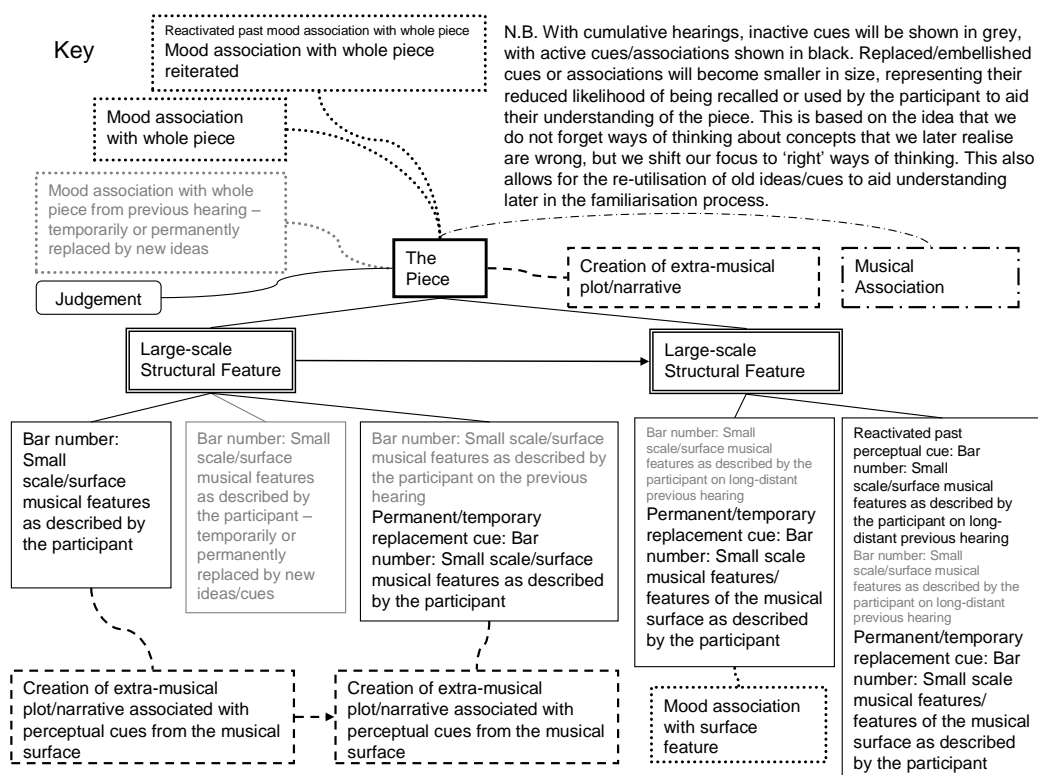 Key
Reactivated past mood association with whole piece
Mood association with whole piece
reiterated
N.B. With cumulative hearings, inactive cues will be shown in grey,
with active cues/associations shown in black. Replaced/embellished
cues or associations will become smaller in size, representing their
reduced likelihood of being recalled or used by the participant to aid
their understanding of the piece. This is based on the idea that we
do not forget ways of thinking about concepts that we later realise
are wrong, but we shift our focus to ‘right’ ways of thinking. This also
allows for the re-utilisation of old ideas/cues to aid understanding
later in the familiarisation process.
Mood association
with whole piece
Mood association with whole
piece from previous hearing –
temporarily or permanently
replaced by new ideas
Judgement
The
Piece
Creation of extra-musical
plot/narrative
Musical
Association
Large-scale
Structural Feature
Large-scale
Structural Feature
Bar number:
Small
scale/surface
musical features
as described by
the participant
Bar number: Small
scale/surface
musical features
as described by
the participant –
temporarily or
permanently
replaced by new
ideas/cues
Bar number: Small scale/surface
musical features as described by
the participant on the previous
hearing
Permanent/temporary
replacement cue: Bar
number: Small scale/surface
musical features as described
by the participant
Bar number: Small
scale/surface musical
features as described by the
participant on long-distant
previous hearing
Permanent/temporary
replacement cue: Bar
number: Small scale
musical features/
features of the musical
surface as described
by the participant
Reactivated past
perceptual cue: Bar
number: Small
scale/surface musical
features as described by
the participant on long-
distant previous hearing
Bar number: Small
scale/surface musical
features as described by the
participant on long-distant
previous hearing
Permanent/temporary
replacement cue: Bar
number: Small scale
musical features/
features of the musical
surface as described
by the participant
Creation of extra-musical
plot/narrative associated with
perceptual cues from the musical
surface
Creation of extra-musical
plot/narrative associated with
perceptual cues from the musical
surface
Mood association
with surface
feature